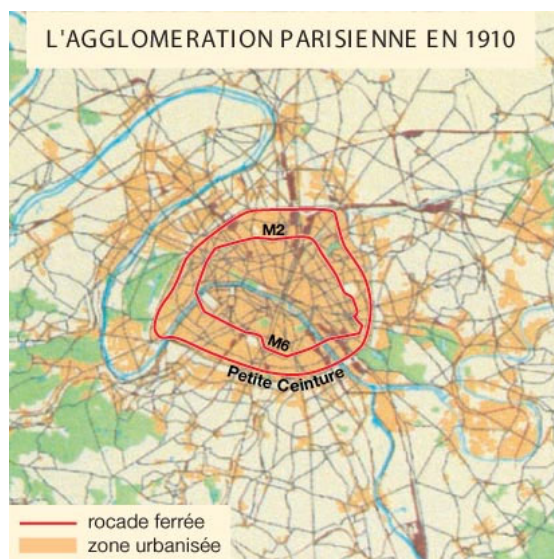 L'AGGLOMERATION PARISIENNE EN 1910
M2
M6
Petite Ceinture
rocade ferrée
zone urbanisée